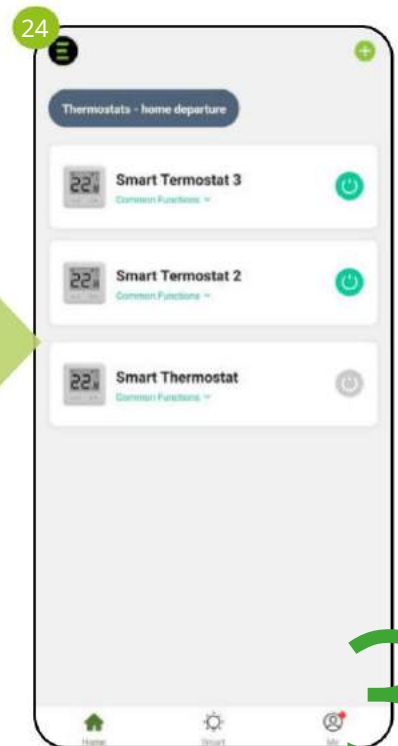 24
Thermostats - home departure
22
Smart Termostat 3
Common Functions
22
Smart Termostat 2
Common Functions
22
Smart Thermostat
Common Functions
Home
Smart
Me